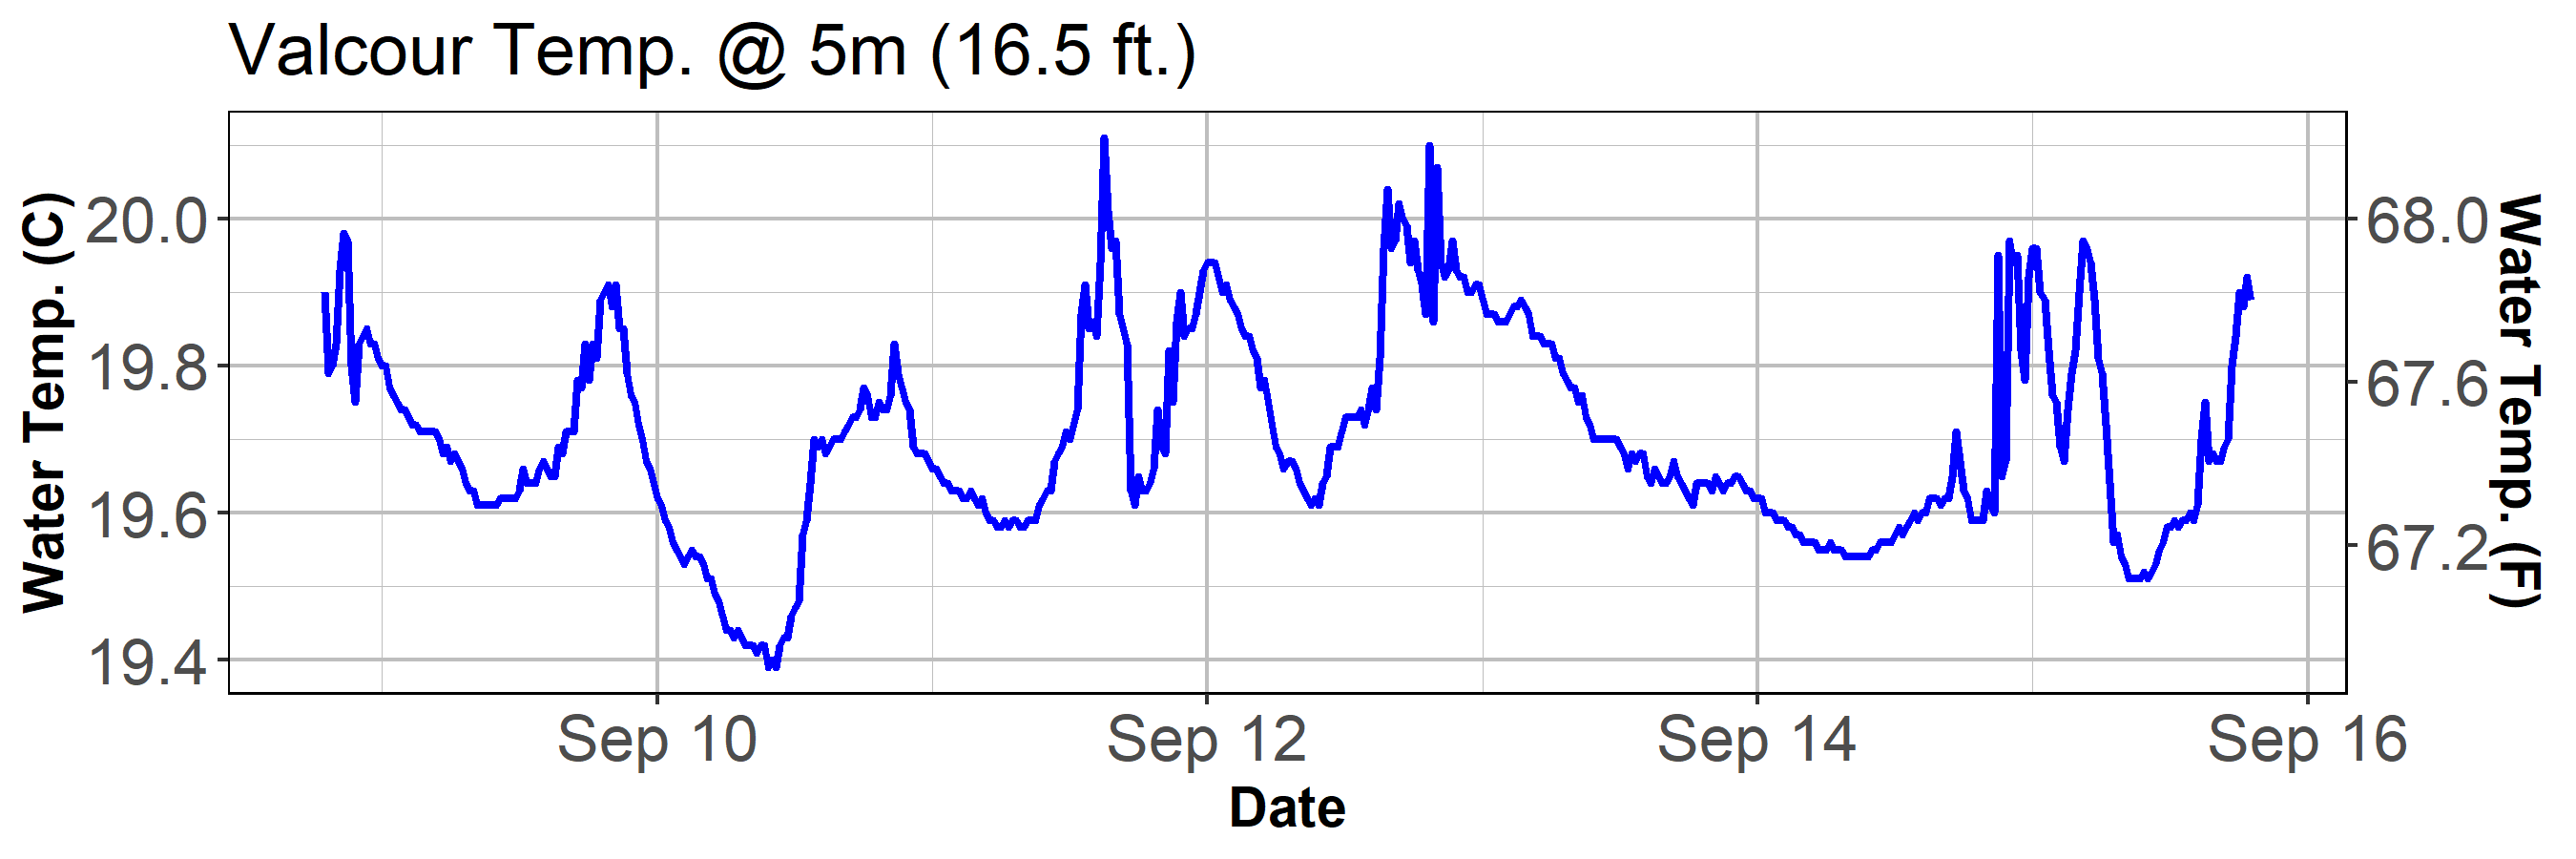 Valcour Temp. @ 5m (16.5 ft.)
Water Temp. (C)
20.0
19.8
19.6
19.4
68.0
67.6
67.2
Water Temp. (F)
Sep 10
Sep 12
Sep 14
Sep 16
Date